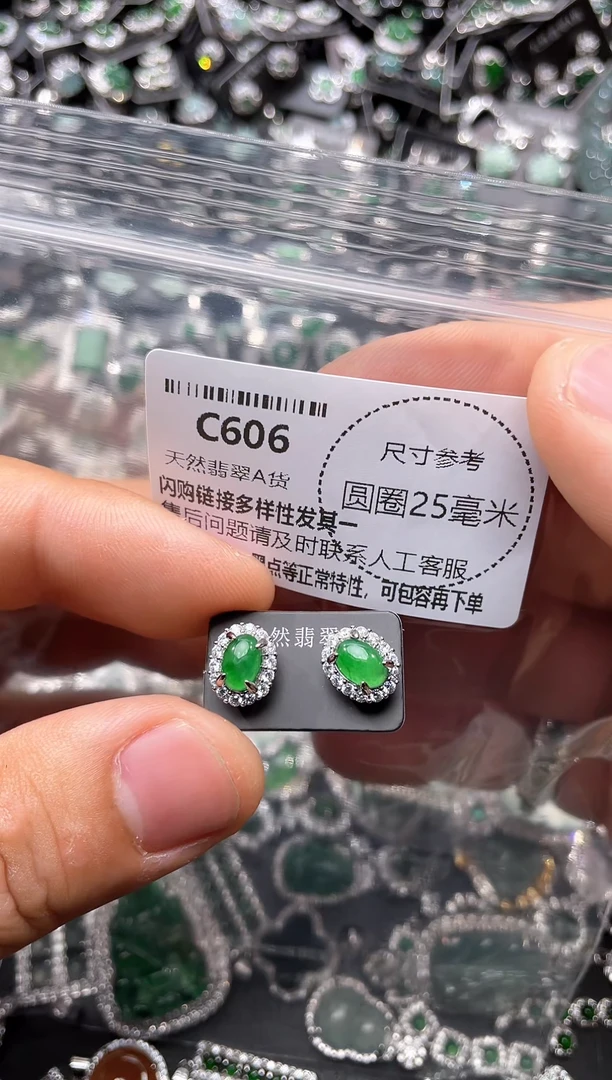 C606
天然翡翠A货
闪购链接多样性发其一
售后问题请及时联系人工客服
点等正常特性，可包容再下单
尺寸参考
圆圈25毫米
然翡翠